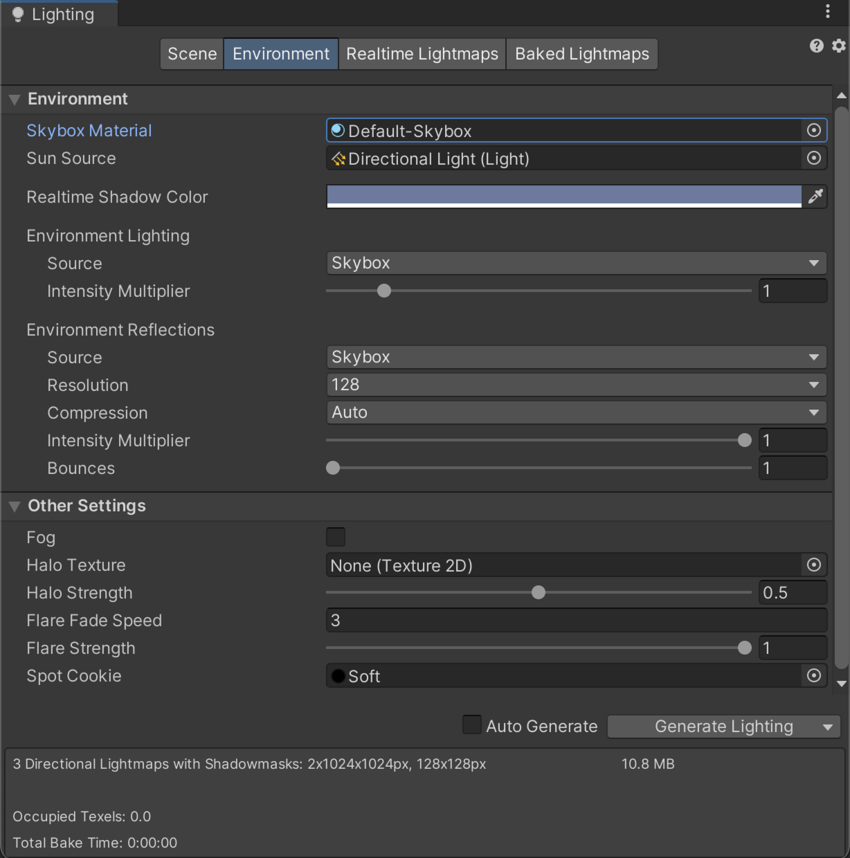 Lighting
Scene Environment Realtime Lightmaps Baked Lightmaps
Environment
Skybox Material Default-Skybox
Sun Source Directional Light (Light)
Realtime Shadow Color
Environment Lighting
Source Skybox
Intensity Multiplier 1
Environment Reflections
Source Skybox
Resolution 128
Compression Auto
Intensity Multiplier 1
Bounces 1
Other Settings
Fog
Halo Texture None (Texture 2D)
Halo Strength 0.5
Flare Fade Speed 3
Flare Strength 1
Spot Cookie Soft
Auto Generate Generate Lighting
3 Directional Lightmaps with Shadowmasks: 2x1024x1024px, 128x128px 10.8 MB
Occupied Texels: 0.0
Total Bake Time: 0:00:00